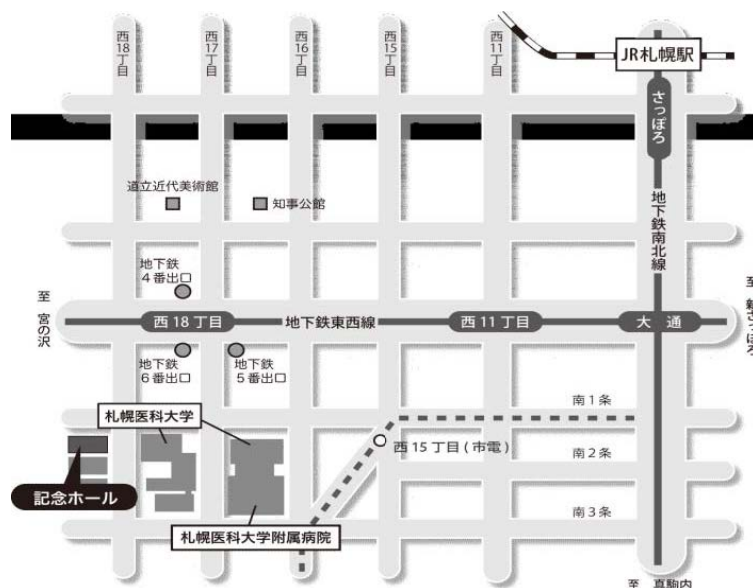 西18丁目
西17丁目
西16丁目
西15丁目
西11丁目
JR札幌駅
さっぽろ
道立近代美術館
知事公館
地下鉄南北線
地下鉄
4番出口
至 宮の沢
西18丁目
地下鉄東西線
西11丁目
大通
至 新さっぽろ
地下鉄
6番出口
地下鉄
5番出口
南1条
札幌医科大学
西15丁目(市電)
南2条
記念ホール
南3条
札幌医科大学附属病院
至 真駒内